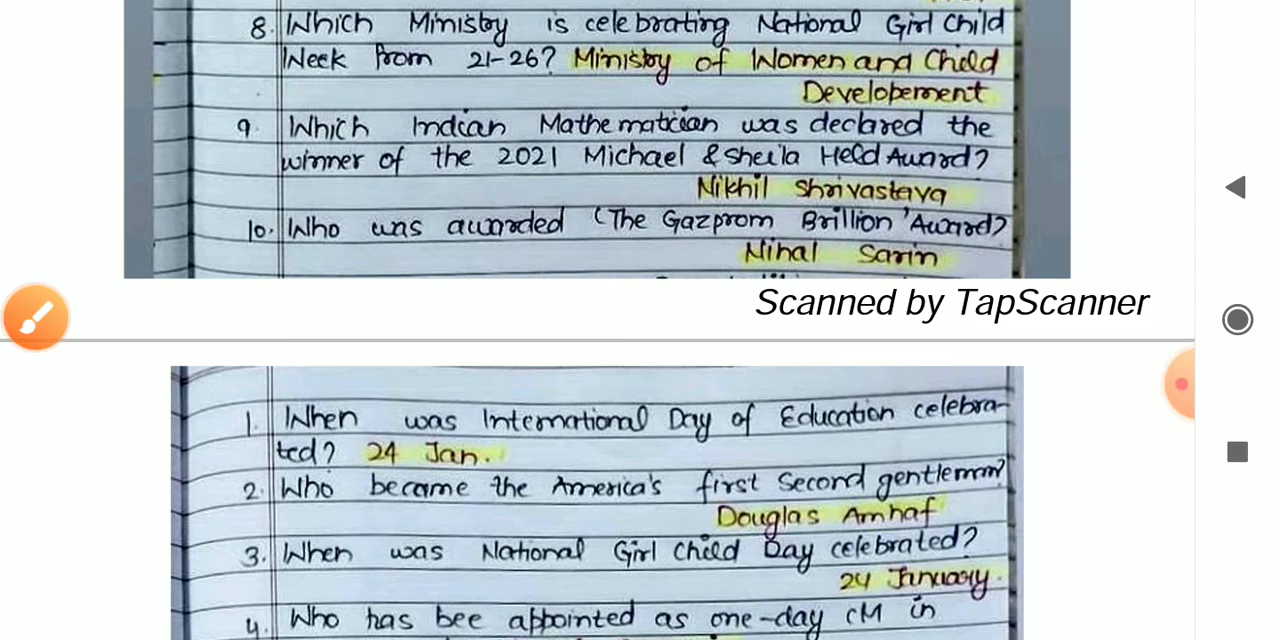 8. Which Ministry is celebrating National Girl Child
Week from 21-26? Ministry of Women and Child
Developement
9. Which Indian Mathematician was declared the
winner of the 2021 Michael & Sheila Held Award?
Nikhil Shrivastava
10. Who was awarded 'The Gazprom Brillion' Award?
Nihal Sarin
Scanned by TapScanner
1. When was International Day of Education celebra-
ted? 24 Jan.
2. Who became the America's first Second gentlemm?
Douglas Amhaf
3. When was National Girl Child Day celebrated?
24 January.
4. Who has bee appointed as one-day CM in